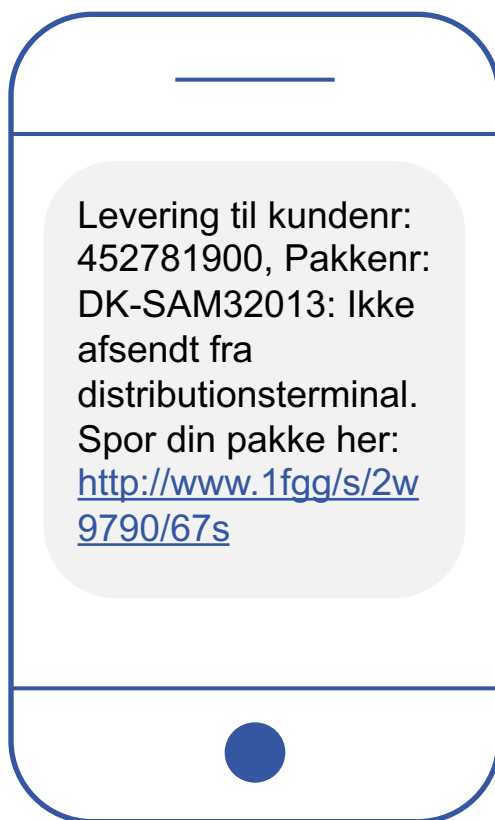 Levering til kundenr:
452781900, Pakkenr:
DK-SAM32013: Ikke
afsendt fra
distributionsterminal.
Spor din pakke her:
http://www.1fgg/s/2w
9790/67s